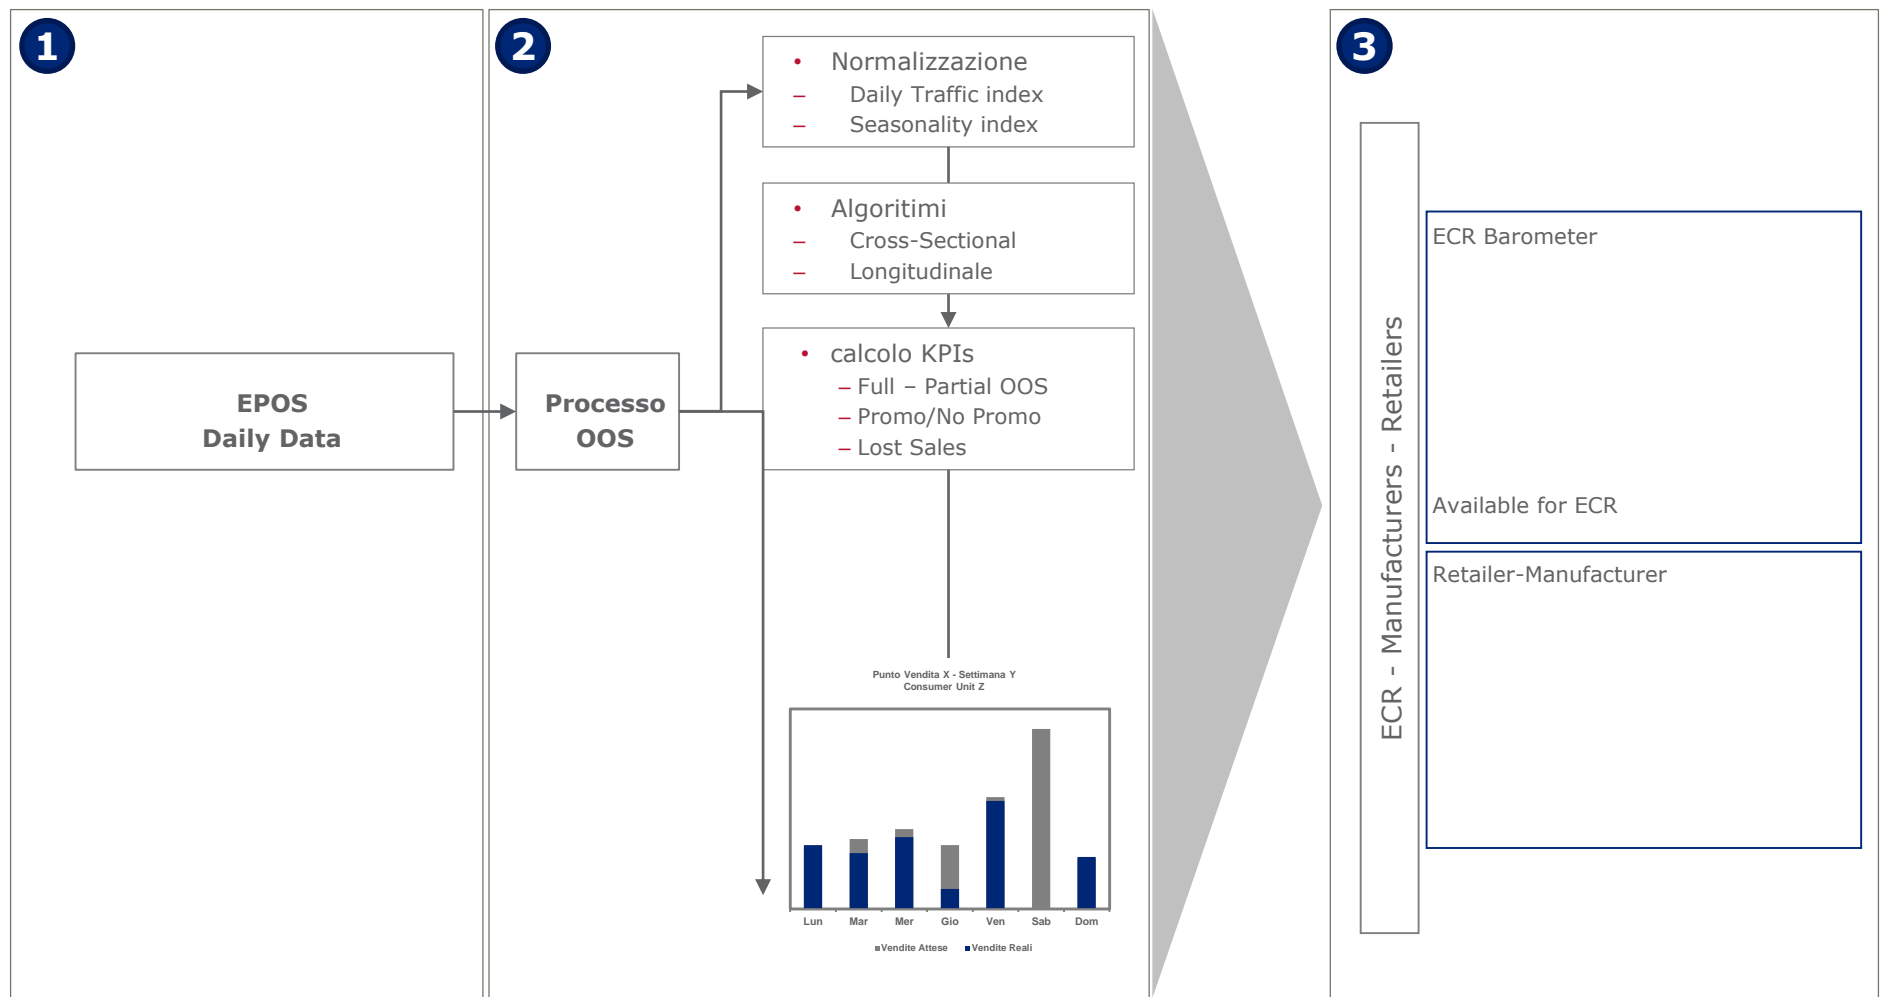 1
2
• Normalizzazione
– Daily Traffic index
– Seasonality index
• Algoritimi
– Cross-Sectional
– Longitudinale
• calcolo KPIs
– Full – Partial OOS
– Promo/No Promo
– Lost Sales
EPOS
Daily Data
Processo
OOS
Punto Vendita X - Settimana Y
Consumer Unit Z
Lun Mar Mer Gio Ven Sab Dom
Vendite Attese Vendite Reali
3
ECR - Manufacturers - Retailers
ECR Barometer
Available for ECR
Retailer-Manufacturer